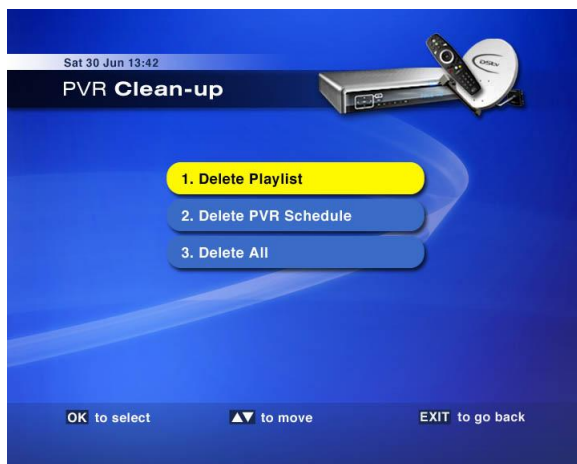 Sat 30 Jun 13:42
PVR Clean-up
DStv
1. Delete Playlist
2. Delete PVR Schedule
3. Delete All
OK to select
▲▼ to move
EXIT to go back